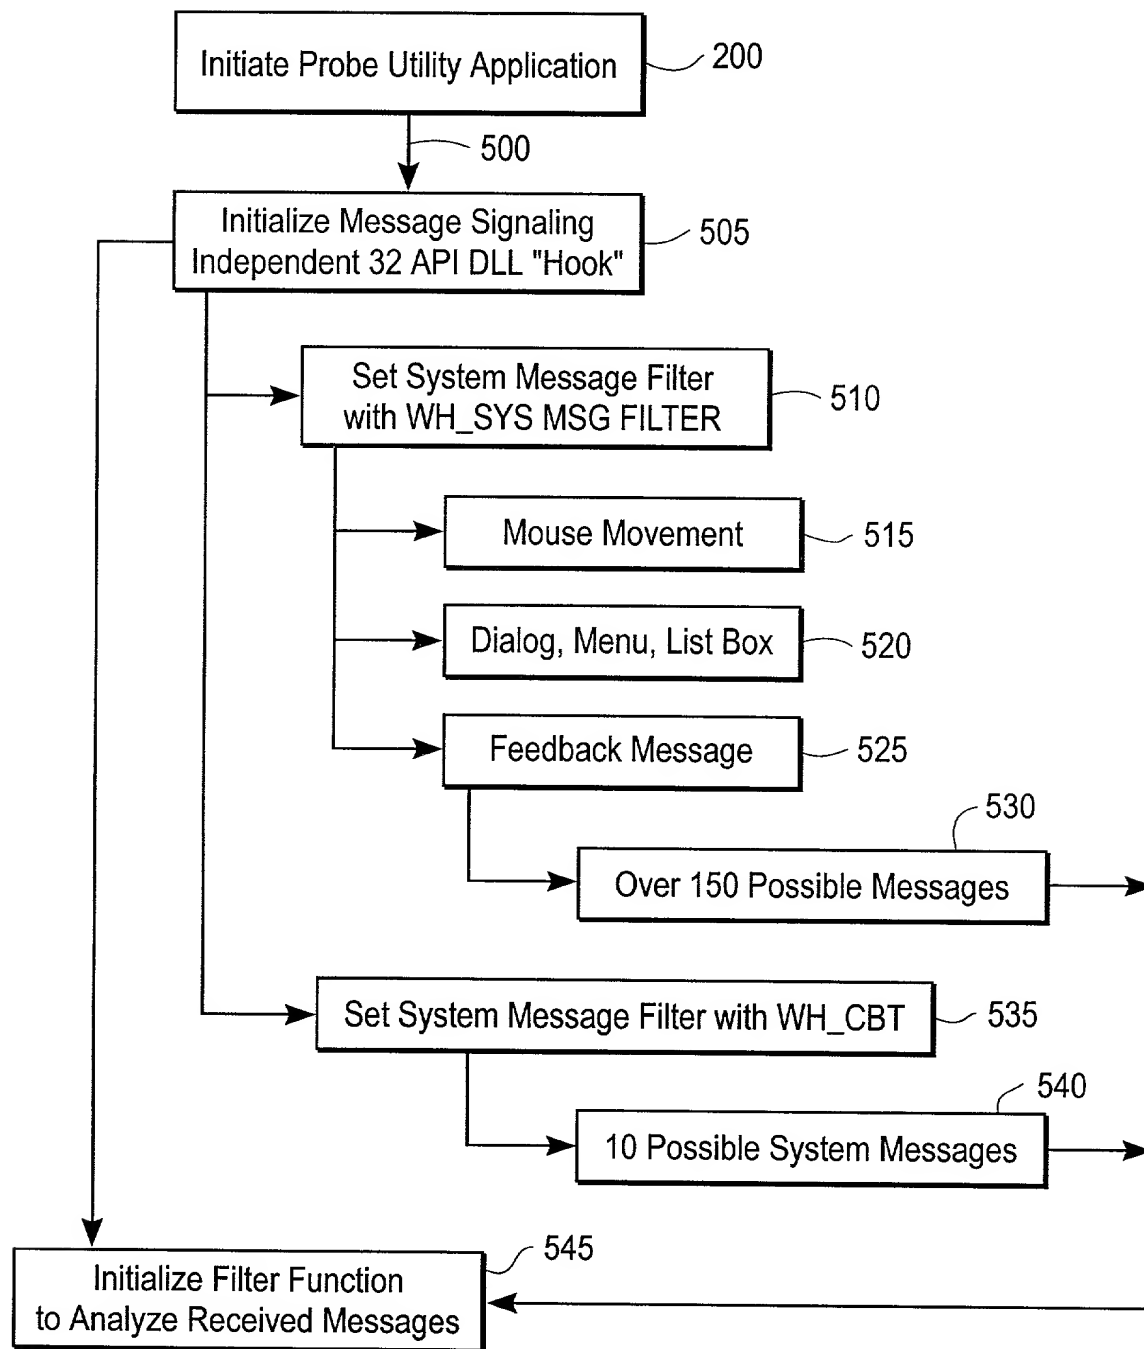 Initiate Probe Utility Application
200
500
Initialize Message Signaling
Independent 32 API DLL "Hook"
505
Set System Message Filter
with WH_SYS MSG FILTER
510
Mouse Movement
515
Dialog, Menu, List Box
520
Feedback Message
525
530
Over 150 Possible Messages
Set System Message Filter with WH_CBT
535
540
10 Possible System Messages
545
Initialize Filter Function
to Analyze Received Messages